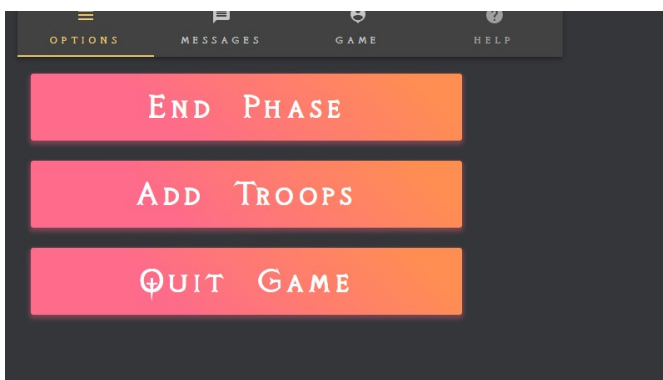 OPTIONS MESSAGES GAME HELP
End Phase
Add Troops
Quit Game